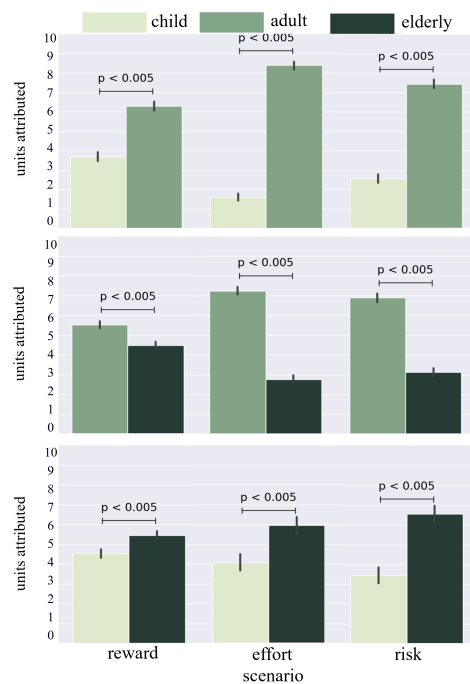 child adult elderly
10
p < 0.005
9
p < 0.005
8
p < 0.005
7
6
5
4
3
2
1
0
units attributed
10
9
p < 0.005
8
p < 0.005
7
p < 0.005
6
5
4
3
2
1
0
units attributed
10
9
8
p < 0.005
7
p < 0.005
6
p < 0.005
5
4
3
2
1
0
units attributed
reward effort risk
scenario